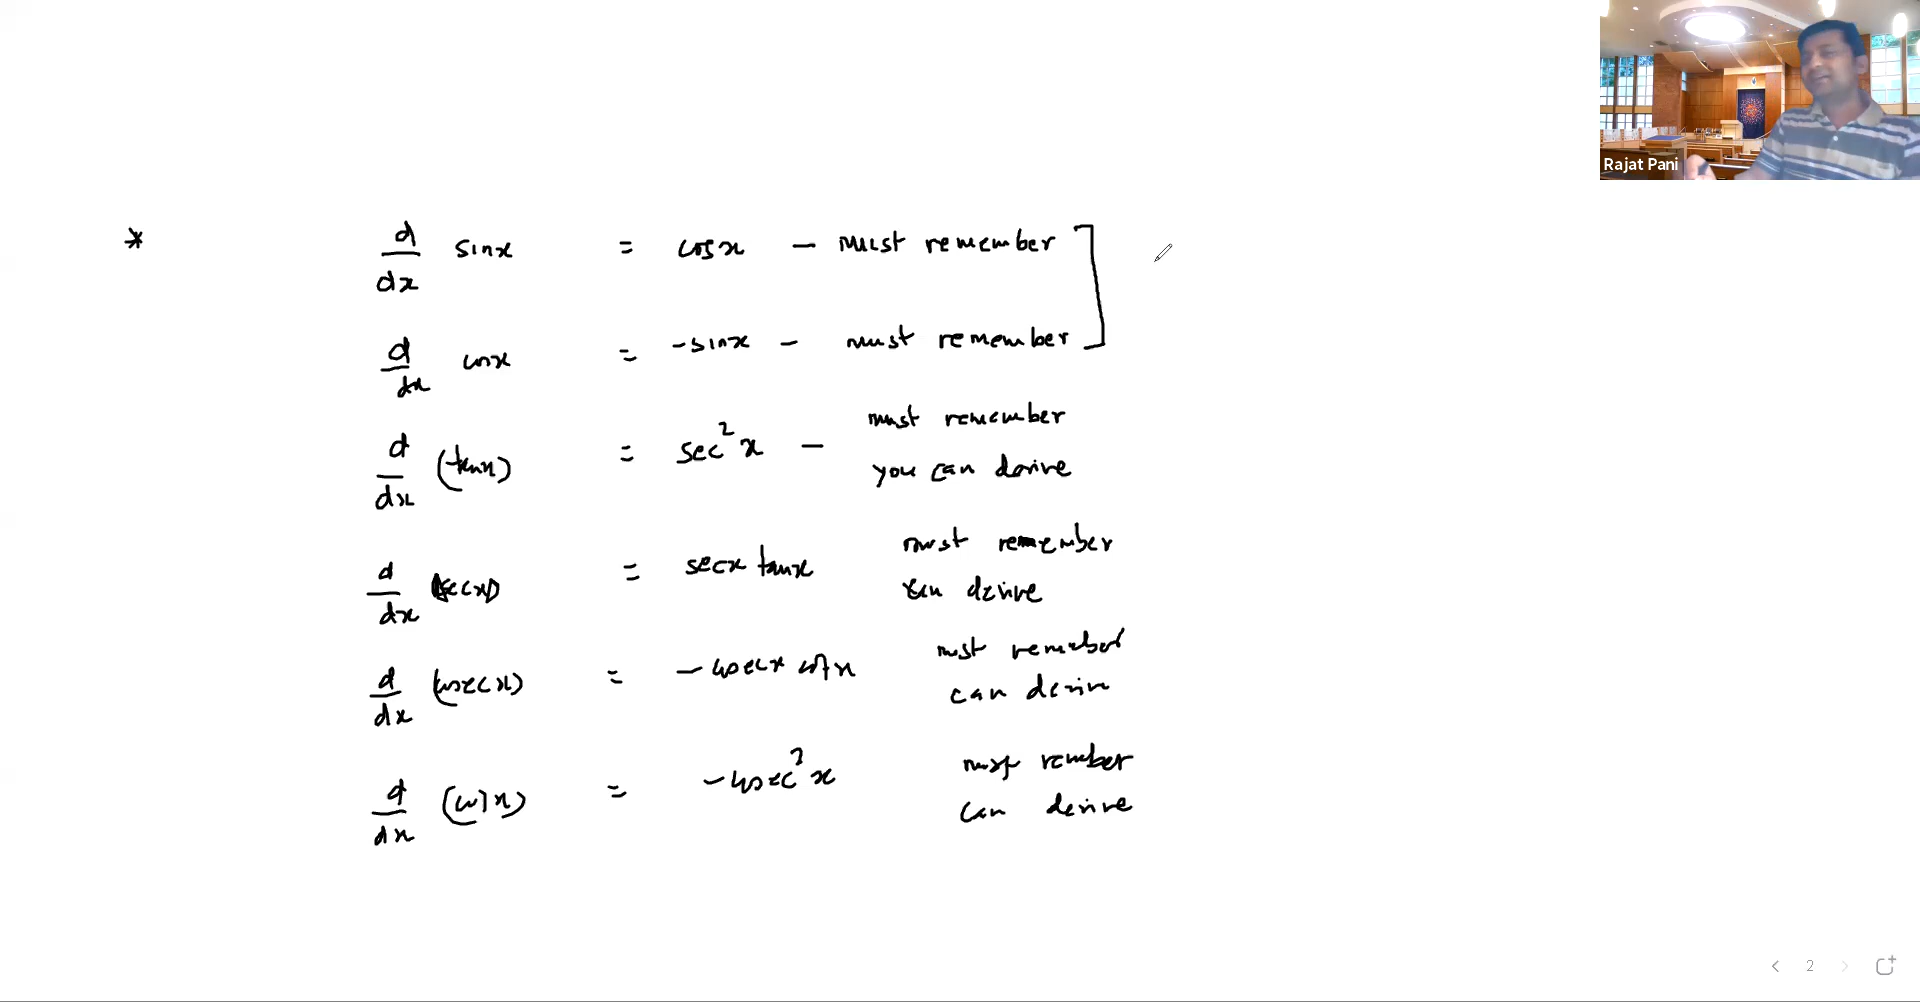 Rajat Pani
* d/dx sinx = cosx - must remember
d/dx cosx = -sinx - must remember
d/dx (tanx) = sec²x - must remember
you can derive
d/dx (secx) = secx tanx must remember
can derive
d/dx (cosecx) = -cosecx cotx must remember
can derive
d/dx (cotx) = -cosec²x must remember
can derive
2